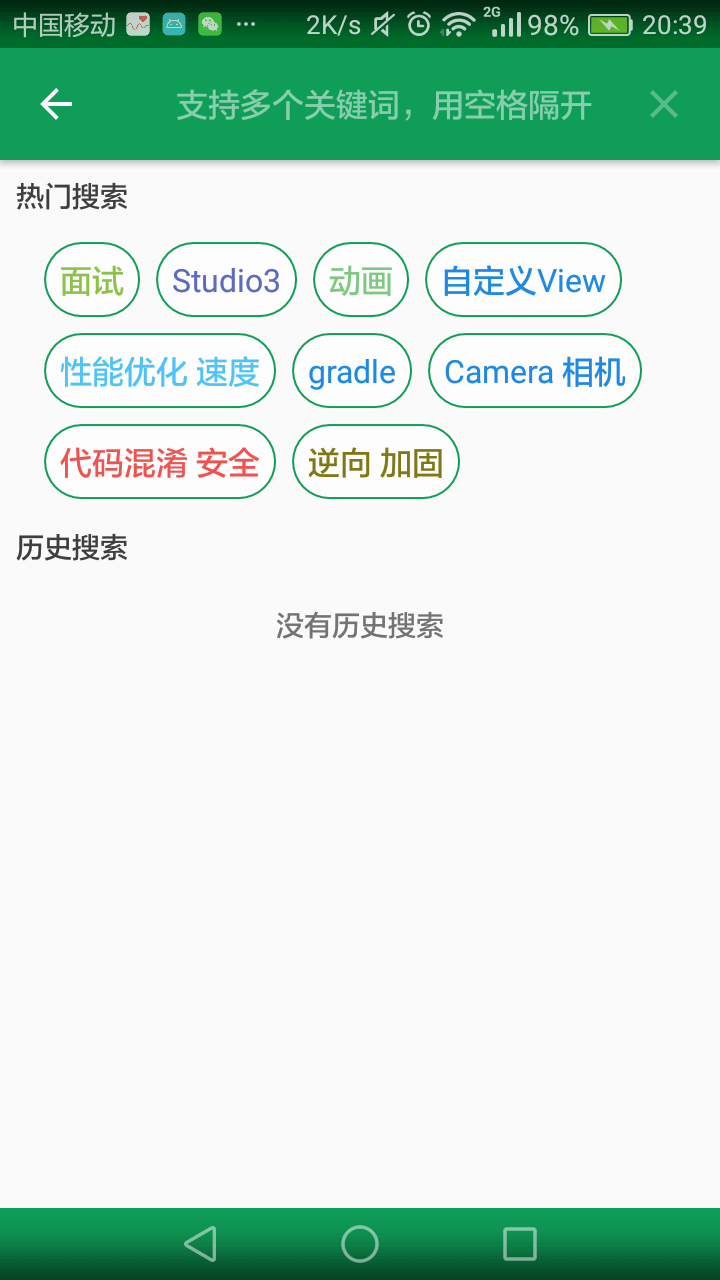 中国移动 ... 2K/s 2G 98% 20:39
支持多个关键词，用空格隔开
热门搜索
面试 Studio3 动画 自定义View
性能优化 速度 gradle Camera 相机
代码混淆 安全 逆向 加固
历史搜索
没有历史搜索